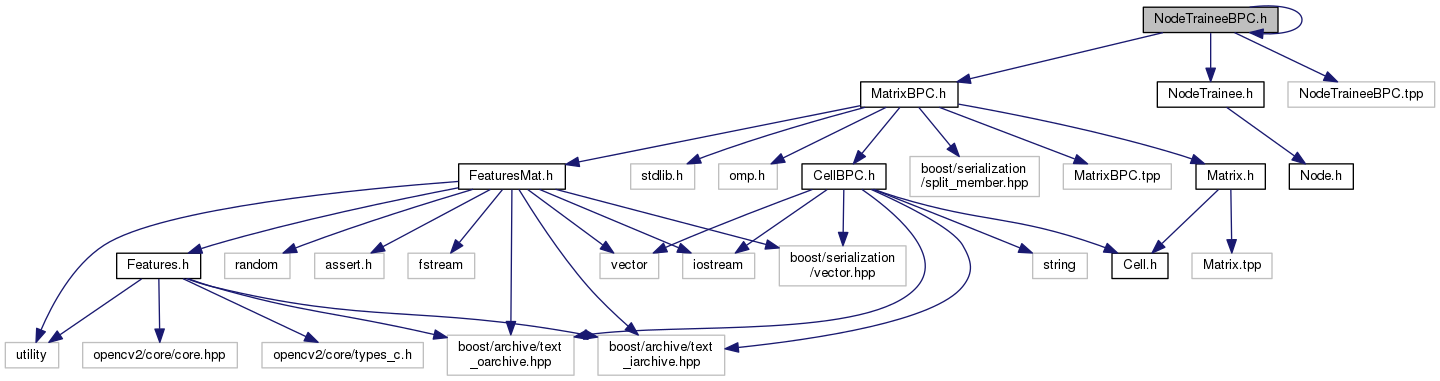 NodeTraineeBPC.h
MatrixBPC.h
NodeTrainee.h
NodeTraineeBPC.tpp
FeaturesMat.h
stdlib.h
omp.h
CellBPC.h
boost/serialization
/split_member.hpp
MatrixBPC.tpp
Matrix.h
Node.h
Features.h
random
assert.h
fstream
vector
iostream
boost/serialization
/vector.hpp
string
Cell.h
Matrix.tpp
utility
opencv2/core/core.hpp
opencv2/core/types_c.h
boost/archive/text
_oarchive.hpp
boost/archive/text
_iarchive.hpp